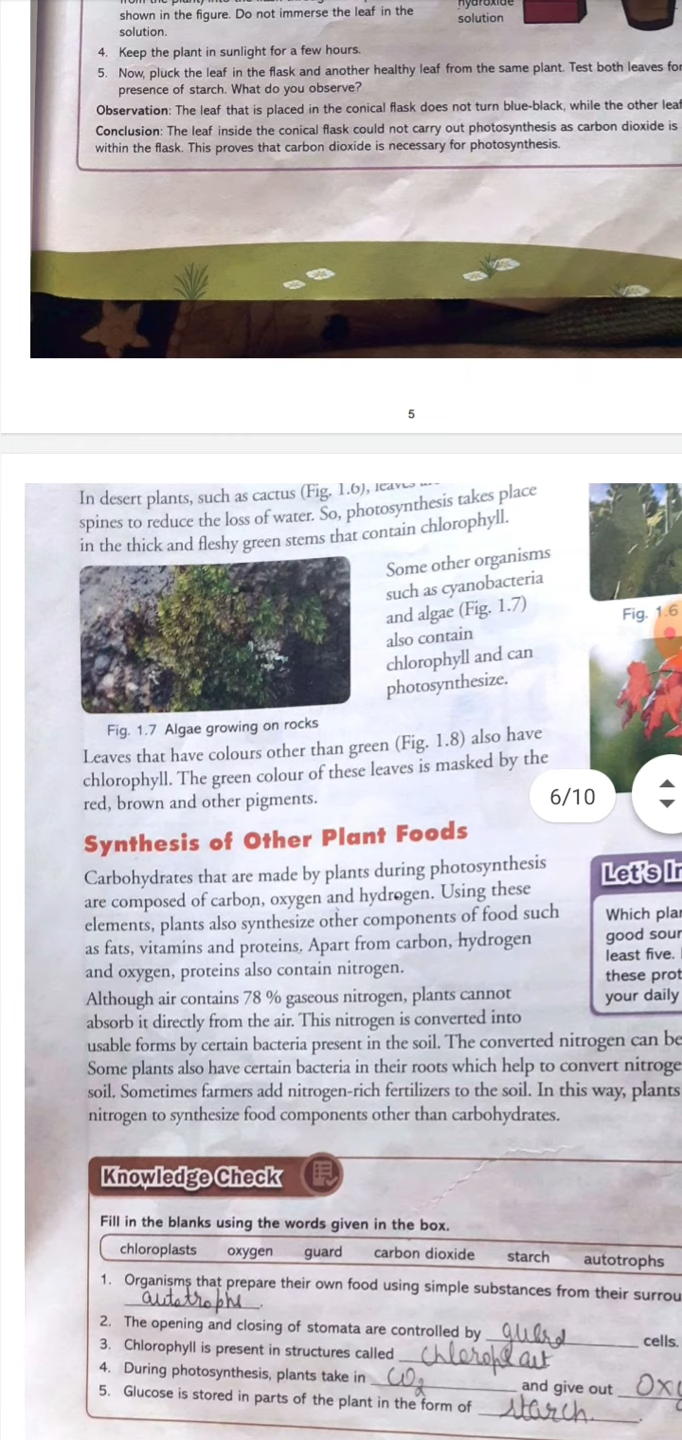 shown in the figure. Do not immerse the leaf in the
solution.
hydroxide
solution
4. Keep the plant in sunlight for a few hours.
5. Now, pluck the leaf in the flask and another healthy leaf from the same plant. Test both leaves for
presence of starch. What do you observe?
Observation: The leaf that is placed in the conical flask does not turn blue-black, while the other leaf
Conclusion: The leaf inside the conical flask could not carry out photosynthesis as carbon dioxide is
within the flask. This proves that carbon dioxide is necessary for photosynthesis.
5
In desert plants, such as cactus (Fig. 1.6), leaves
spines to reduce the loss of water. So, photosynthesis takes place
in the thick and fleshy green stems that contain chlorophyll.
Some other organisms
such as cyanobacteria
and algae (Fig. 1.7)
also contain
chlorophyll and can
photosynthesize.
Fig. 1.6
Fig. 1.7 Algae growing on rocks
Leaves that have colours other than green (Fig. 1.8) also have
chlorophyll. The green colour of these leaves is masked by the
red, brown and other pigments.
6/10
Synthesis of Other Plant Foods
Carbohydrates that are made by plants during photosynthesis
are composed of carbon, oxygen and hydrogen. Using these
elements, plants also synthesize other components of food such
as fats, vitamins and proteins. Apart from carbon, hydrogen
and oxygen, proteins also contain nitrogen.
Let's In
Which plan
good sour
least five.
these prot
your daily
Although air contains 78 % gaseous nitrogen, plants cannot
absorb it directly from the air. This nitrogen is converted into
usable forms by certain bacteria present in the soil. The converted nitrogen can be
Some plants also have certain bacteria in their roots which help to convert nitroge
soil. Sometimes farmers add nitrogen-rich fertilizers to the soil. In this way, plants
nitrogen to synthesize food components other than carbohydrates.
Knowledge Check
Fill in the blanks using the words given in the box.
chloroplasts oxygen guard carbon dioxide starch autotrophs
1. Organisms that prepare their own food using simple substances from their surrou
autotrophs.
2. The opening and closing of stomata are controlled by guard cells.
3. Chlorophyll is present in structures called chloroplast
4. During photosynthesis, plants take in CO2 and give out oxy
5. Glucose is stored in parts of the plant in the form of starch.